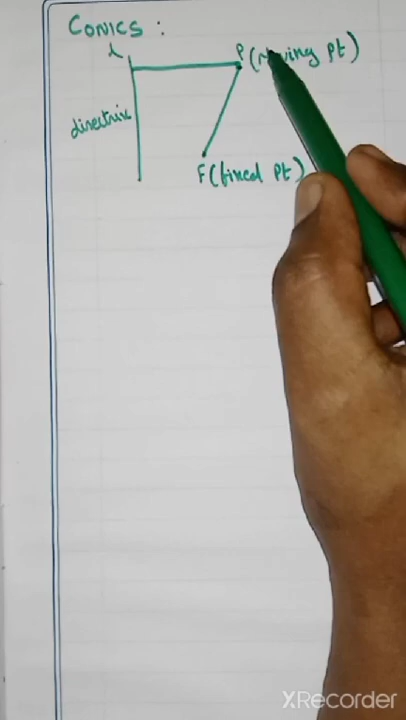 CONICS :
l
P (Moving Pt)
directrix
F (fixed Pt)
XRecorder